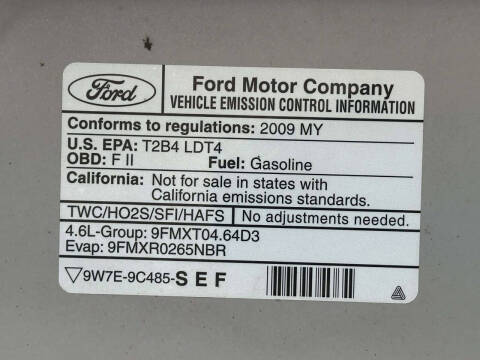 Ford
Ford Motor Company
VEHICLE EMISSION CONTROL INFORMATION
Conforms to regulations: 2009 MY
U.S. EPA: T2B4 LDT4
OBD: F II Fuel: Gasoline
California: Not for sale in states with
California emissions standards.
TWC/HO2S/SFI/HAFS No adjustments needed.
4.6L-Group: 9FMXT04.64D3
Evap: 9FMXR0265NBR
9W7E-9C485-SEF